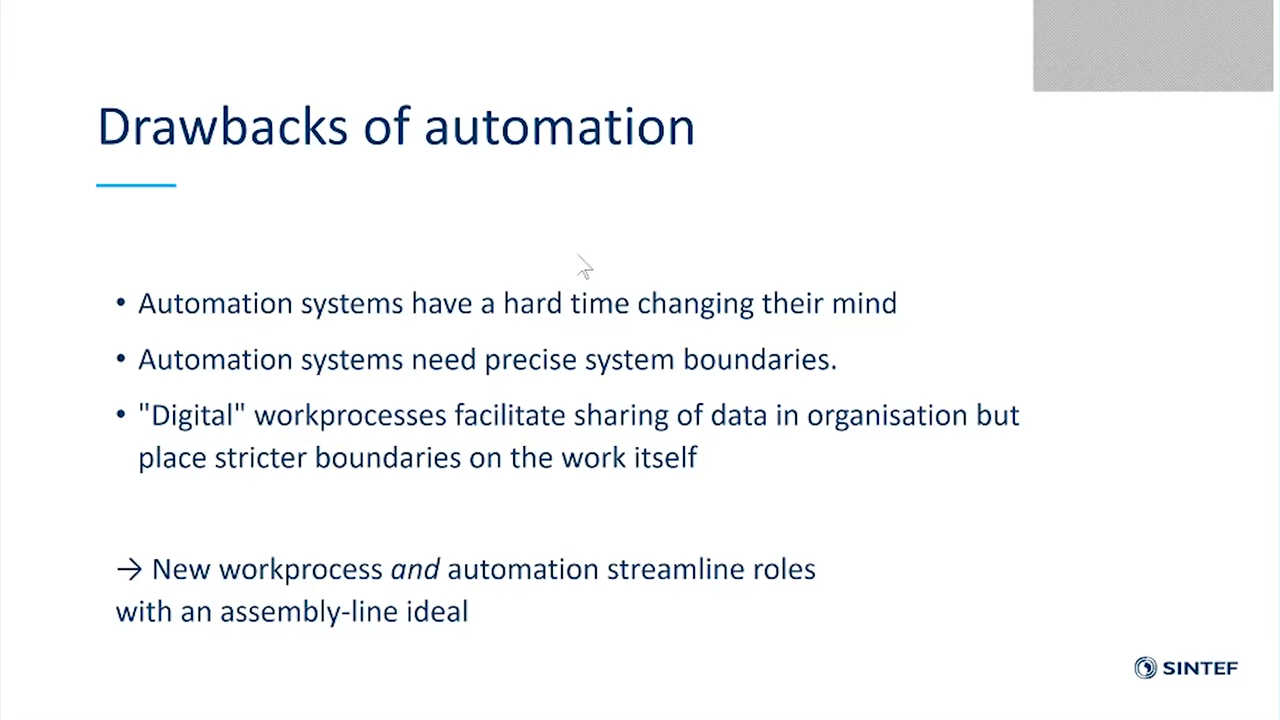 Drawbacks of automation
• Automation systems have a hard time changing their mind
• Automation systems need precise system boundaries.
• "Digital" workprocesses facilitate sharing of data in organisation but
place stricter boundaries on the work itself
→ New workprocess and automation streamline roles
with an assembly-line ideal
SINTEF